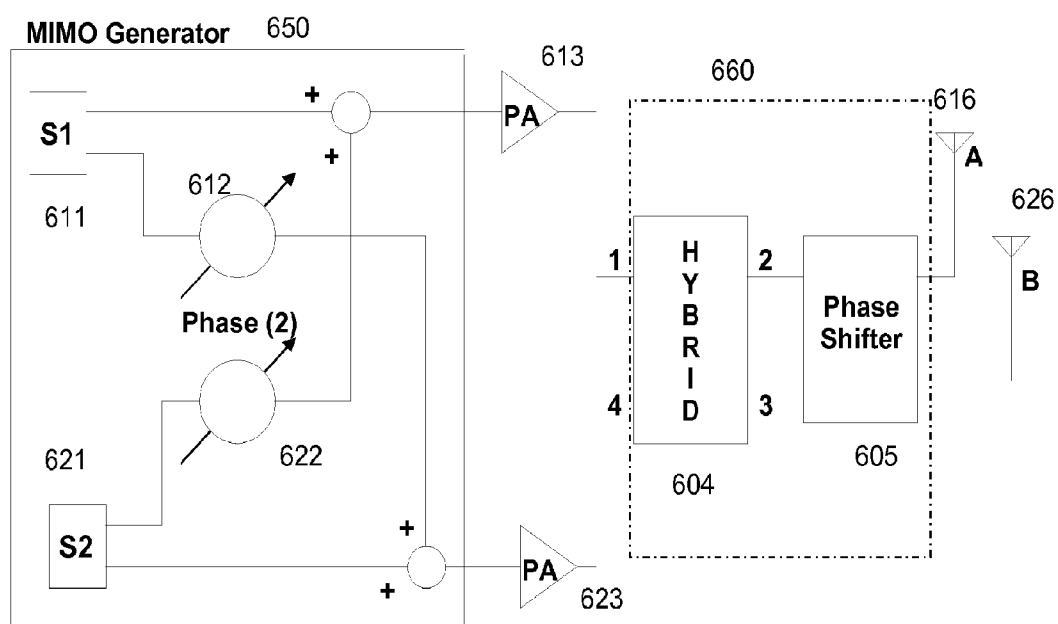 MIMO Generator 650
613
660
616
+
S1
PA
+
A
612
611
626
1
HYBRID
2
B
Phase (2)
Phase
Shifter
4
3
621
622
604
605
+
S2
+
PA
623